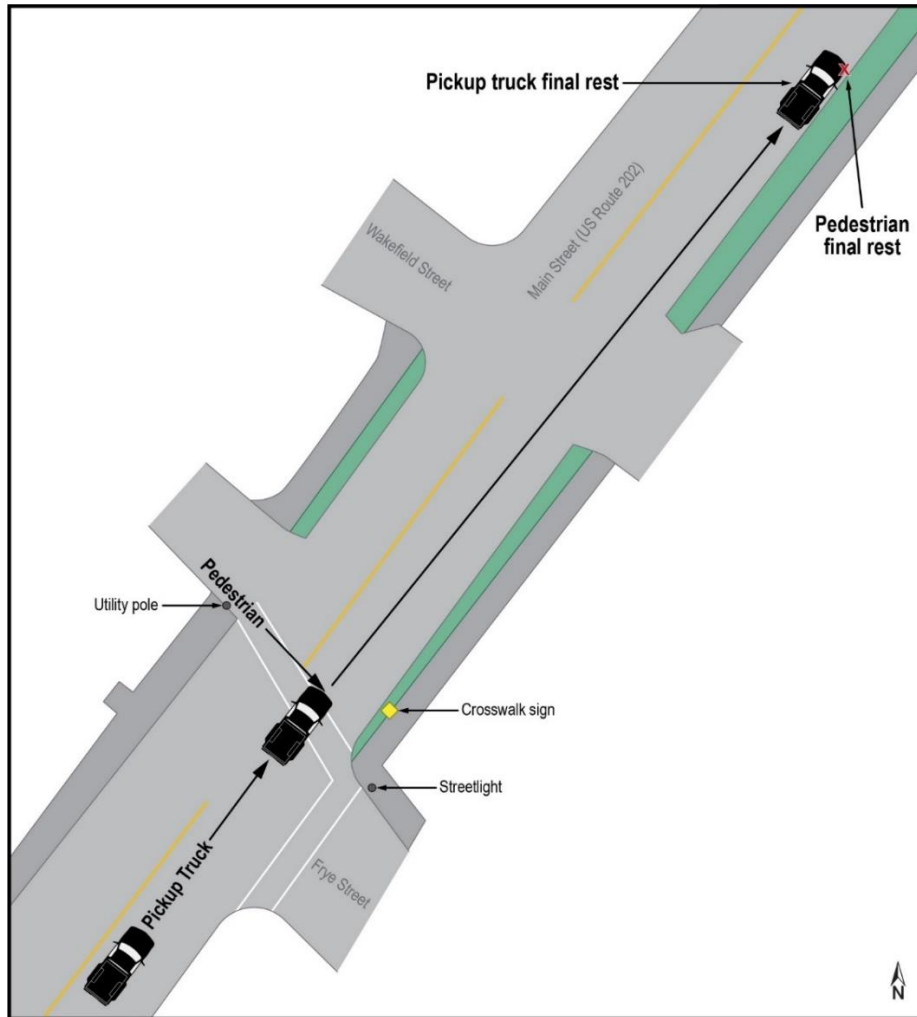 Pickup truck final rest
Pedestrian
final rest
Wakefield Street
Main Street (US Route 202)
Pedestrian
Utility pole
Crosswalk sign
Streetlight
Pickup Truck
Frye Street
X
N